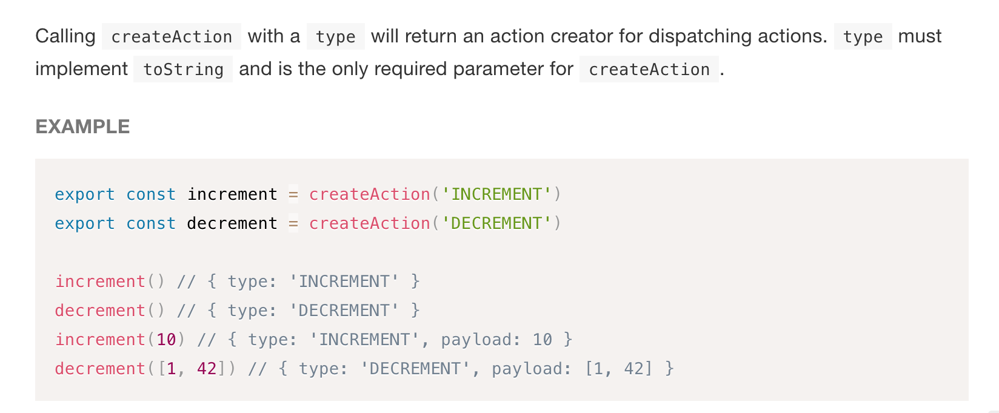 Calling createAction with a type will return an action creator for dispatching actions. type must
implement toString and is the only required parameter for createAction .
EXAMPLE
export const increment = createAction('INCREMENT')
export const decrement = createAction('DECREMENT')
increment() // { type: 'INCREMENT' }
decrement() // { type: 'DECREMENT' }
increment(10) // { type: 'INCREMENT', payload: 10 }
decrement([1, 42]) // { type: 'DECREMENT', payload: [1, 42] }